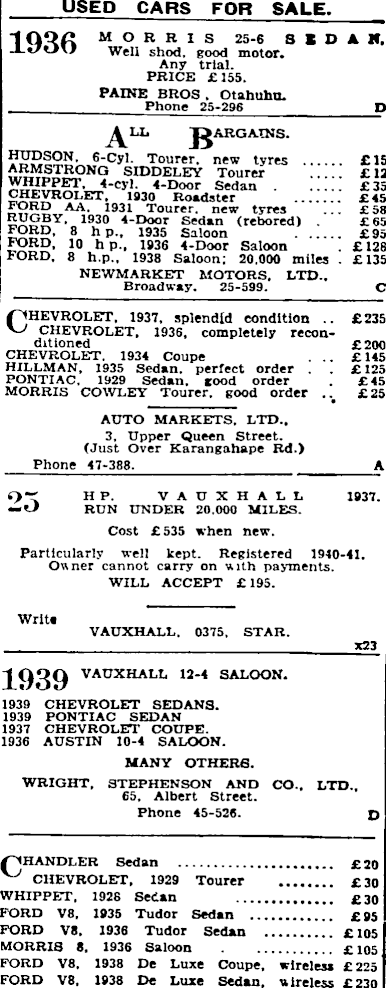 USED CARS FOR SALE.
1936 MORRIS 25-6 SEDAN.
Well shod, good motor.
Any trial.
PRICE £155.
PAINE BROS, Otahuhu.
Phone 25-296 D
ALL BARGAINS.
HUDSON, 6-Cyl. Tourer, new tyres ...... £15
ARMSTRONG SIDDELEY Tourer ..... £12
WHIPPET, 4-cyl. 4-Door Sedan . ..... £35
CHEVROLET, 1930 Roadster ....... £45
FORD AA, 1931 Tourer, new tyres ... £58
RUGBY, 1930 4-Door Sedan (rebored) . £65
FORD, 8 h p., 1935 Saloon . ..... £95
FORD, 10 h p., 1936 4-Door Saloon . £128
FORD, 8 h.p., 1938 Saloon; 20,000 miles . £135
NEWMARKET MOTORS, LTD.,
Broadway. 25-599. C
CHEVROLET, 1937, splendid condition .. £235
CHEVROLET, 1936, completely recon-
ditioned £200
CHEVROLET, 1934 Coupe . .. £145
HILLMAN, 1935 Sedan, perfect order . . £125
PONTIAC, 1929 Sedan, good order . £45
MORRIS COWLEY Tourer, good order .. £25
AUTO MARKETS, LTD.,
3, Upper Queen Street.
(Just Over Karangahape Rd.)
Phone 47-388. A
25 HP. VAUXHALL 1937.
RUN UNDER 20,000 MILES.
Cost £535 when new.
Particularly well kept. Registered 1940-41.
Owner cannot carry on with payments.
WILL ACCEPT £195.
Write
VAUXHALL, 0375, STAR.
x23
1939 VAUXHALL 12-4 SALOON.
1939 CHEVROLET SEDANS.
1939 PONTIAC SEDAN
1937 CHEVROLET COUPE.
1936 AUSTIN 10-4 SALOON.
MANY OTHERS.
WRIGHT, STEPHENSON AND CO., LTD.,
65, Albert Street.
Phone 45-526. D
CHANDLER Sedan ...................... £20
CHEVROLET, 1929 Tourer ........ £30
WHIPPET, 1928 Sedan .............. £30
FORD V8, 1935 Tudor Sedan ............ £95
FORD V8, 1936 Tudor Sedan .......... £105
MORRIS 8, 1936 Saloon . ............. £105
FORD V8, 1938 De Luxe Coupe, wireless £225
FORD V8, 1938 De Luxe Sedan, wireless £230